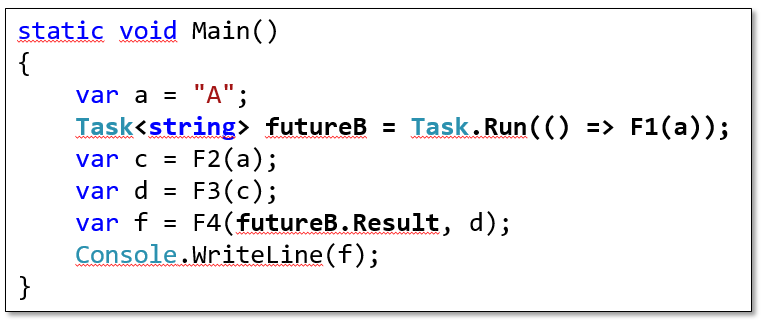 static void Main()
{
    var a = "A";
    Task<string> futureB = Task.Run(() => F1(a));
    var c = F2(a);
    var d = F3(c);
    var f = F4(futureB.Result, d);
    Console.WriteLine(f);
}